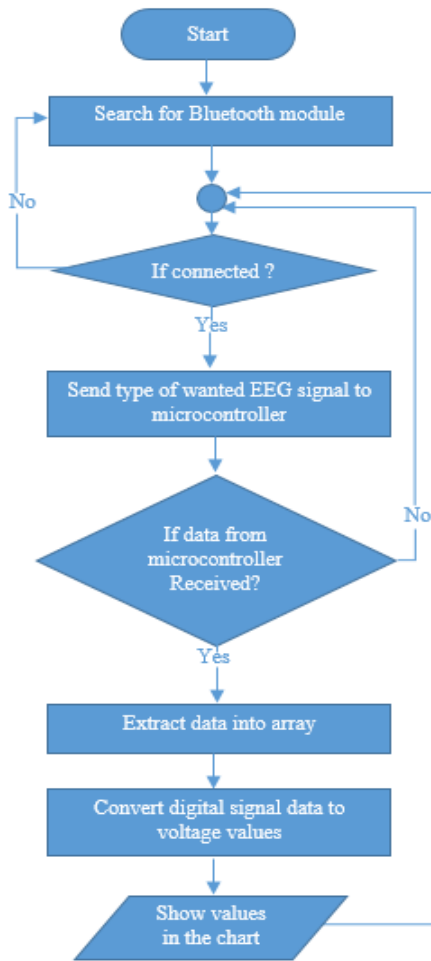 Start
Search for Bluetooth module
No
If connected ?
Yes
Send type of wanted EEG signal to
microcontroller
No
If data from
microcontroller
Received?
Yes
Extract data into array
Convert digital signal data to
voltage values
Show values
in the chart